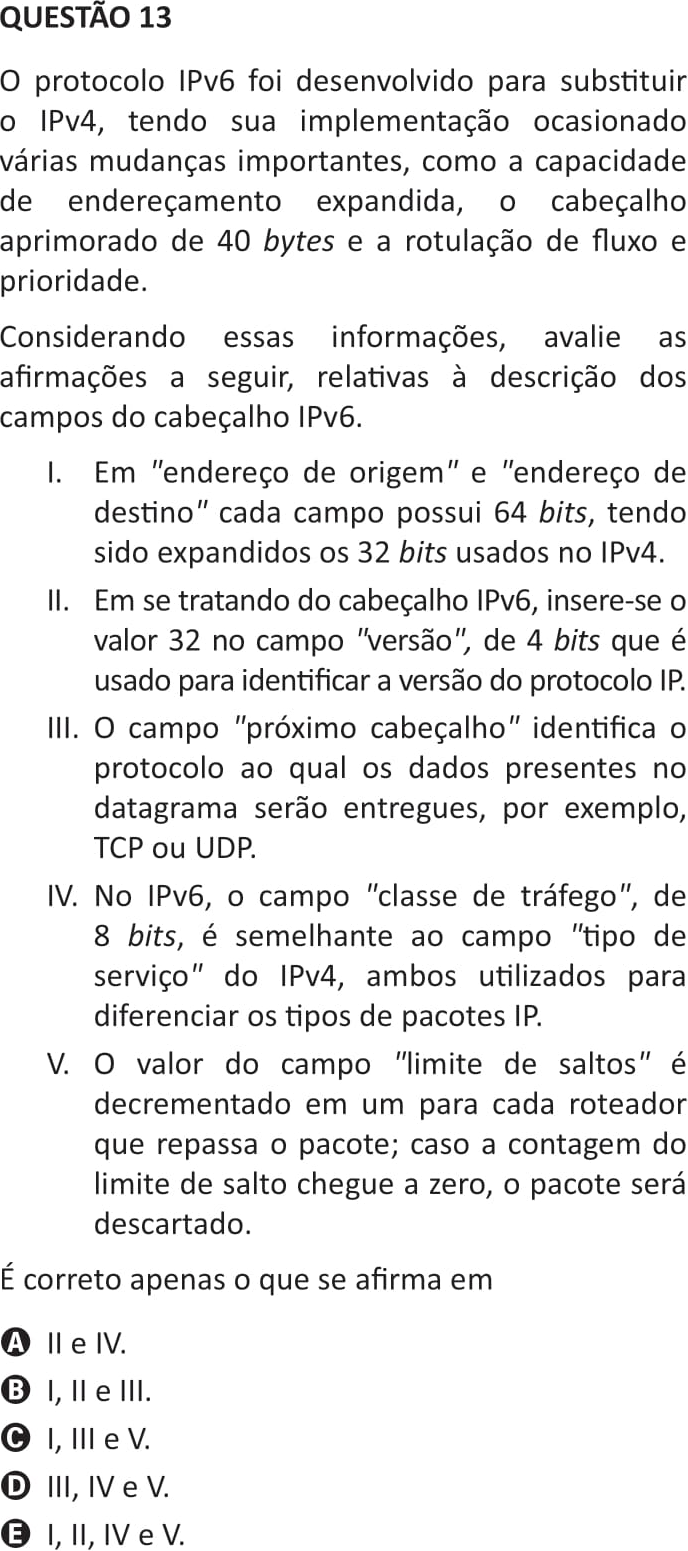 QUESTÃO 13
O protocolo IPv6 foi desenvolvido para substituir
o IPv4, tendo sua implementação ocasionado
várias mudanças importantes, como a capacidade
de endereçamento expandida, o cabeçalho
aprimorado de 40 bytes e a rotulação de fluxo e
prioridade.
Considerando essas informações, avalie as
afirmações a seguir, relativas à descrição dos
campos do cabeçalho IPv6.
I. Em "endereço de origem" e "endereço de
destino" cada campo possui 64 bits, tendo
sido expandidos os 32 bits usados no IPv4.
II. Em se tratando do cabeçalho IPv6, insere-se o
valor 32 no campo "versão", de 4 bits que é
usado para identificar a versão do protocolo IP.
III. O campo "próximo cabeçalho" identifica o
protocolo ao qual os dados presentes no
datagrama serão entregues, por exemplo,
TCP ou UDP.
IV. No IPv6, o campo "classe de tráfego", de
8 bits, é semelhante ao campo "tipo de
serviço" do IPv4, ambos utilizados para
diferenciar os tipos de pacotes IP.
V. O valor do campo "limite de saltos" é
decrementado em um para cada roteador
que repassa o pacote; caso a contagem do
limite de salto chegue a zero, o pacote será
descartado.
É correto apenas o que se afirma em
A II e IV.
B I, II e III.
C I, III e V.
D III, IV e V.
E I, II, IV e V.